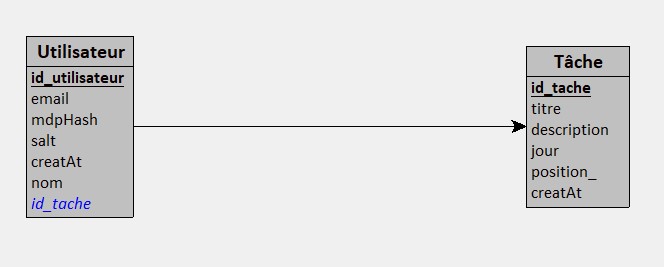 Utilisateur
id_utilisateur
email
mdpHash
salt
creatAt
nom
id_tache
Tâche
id_tache
titre
description
jour
position_
creatAt